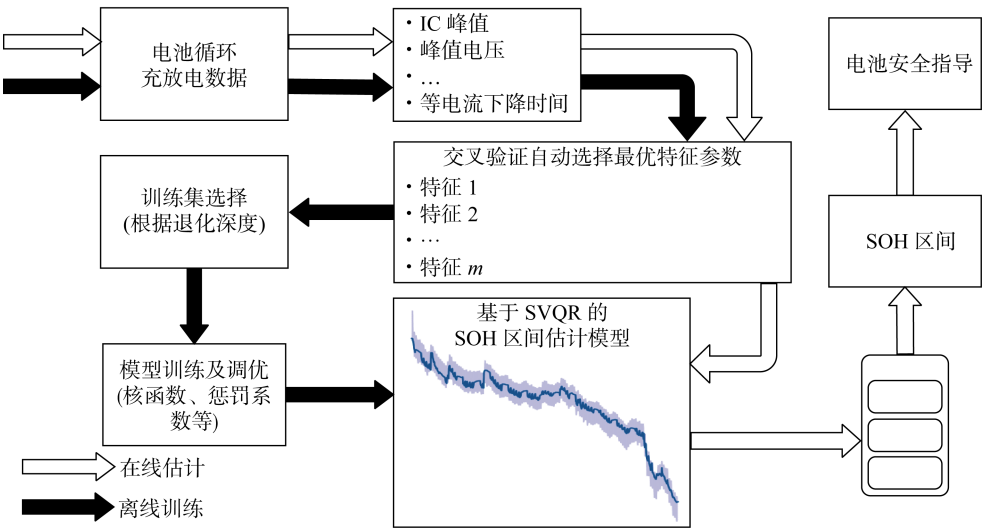 电池循环
充放电数据
· IC 峰值
· 峰值电压
· …
· 等电流下降时间
电池安全指导
交叉验证自动选择最优特征参数
· 特征 1
· 特征 2
· …
· 特征 m
训练集选择
(根据退化深度)
SOH 区间
基于 SVQR 的
SOH 区间估计模型
模型训练及调优
(核函数、惩罚系
数等)
在线估计
离线训练